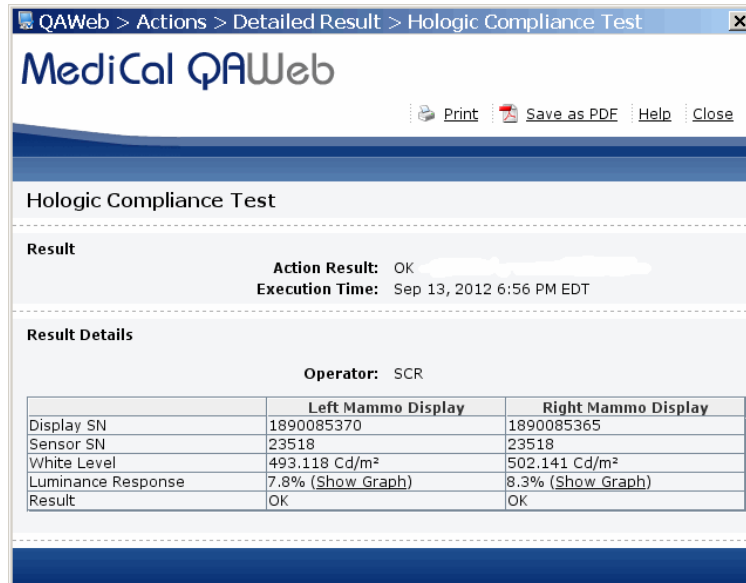 QAWeb > Actions > Detailed Result > Hologic Compliance Test
MediCal QAWeb
Print Save as PDF Help Close
Hologic Compliance Test
Result
Action Result: OK
Execution Time: Sep 13, 2012 6:56 PM EDT
Result Details
Operator: SCR
Left Mammo Display Right Mammo Display
Display SN 1890085370 1890085365
Sensor SN 23518 23518
White Level 493.118 Cd/m² 502.141 Cd/m²
Luminance Response 7.8% (Show Graph) 8.3% (Show Graph)
Result OK OK